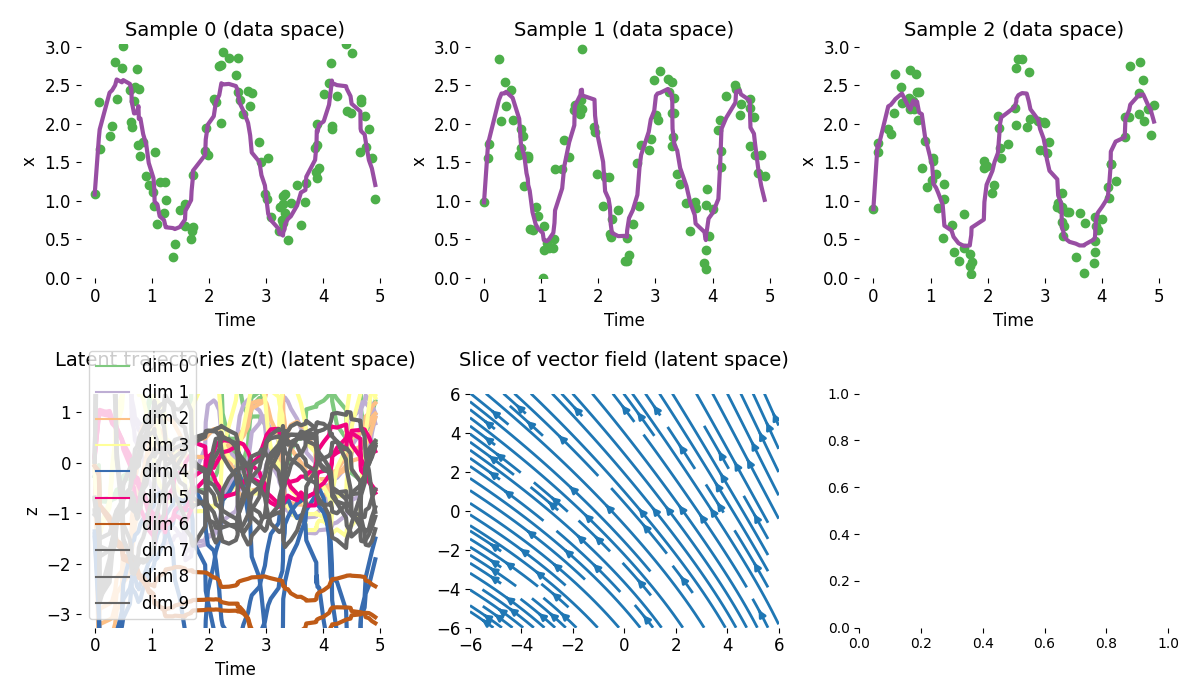 Sample 0 (data space)
Sample 1 (data space)
Sample 2 (data space)
3.0
2.5
2.0
1.5
1.0
0.5
0.0
x
0 1 2 3 4 5
Time
3.0
2.5
2.0
1.5
1.0
0.5
0.0
x
0 1 2 3 4 5
Time
3.0
2.5
2.0
1.5
1.0
0.5
0.0
x
0 1 2 3 4 5
Time
Latent trajectories z(t) (latent space)
dim 0
dim 1
dim 2
dim 3
dim 4
dim 5
dim 6
dim 7
dim 8
dim 9
1
0
−1
−2
−3
z
0 1 2 3 4 5
Time
Slice of vector field (latent space)
6
4
2
0
−2
−4
−6
−6 −4 −2 0 2 4 6
1.0
0.8
0.6
0.4
0.2
0.0
0.0 0.2 0.4 0.6 0.8 1.0